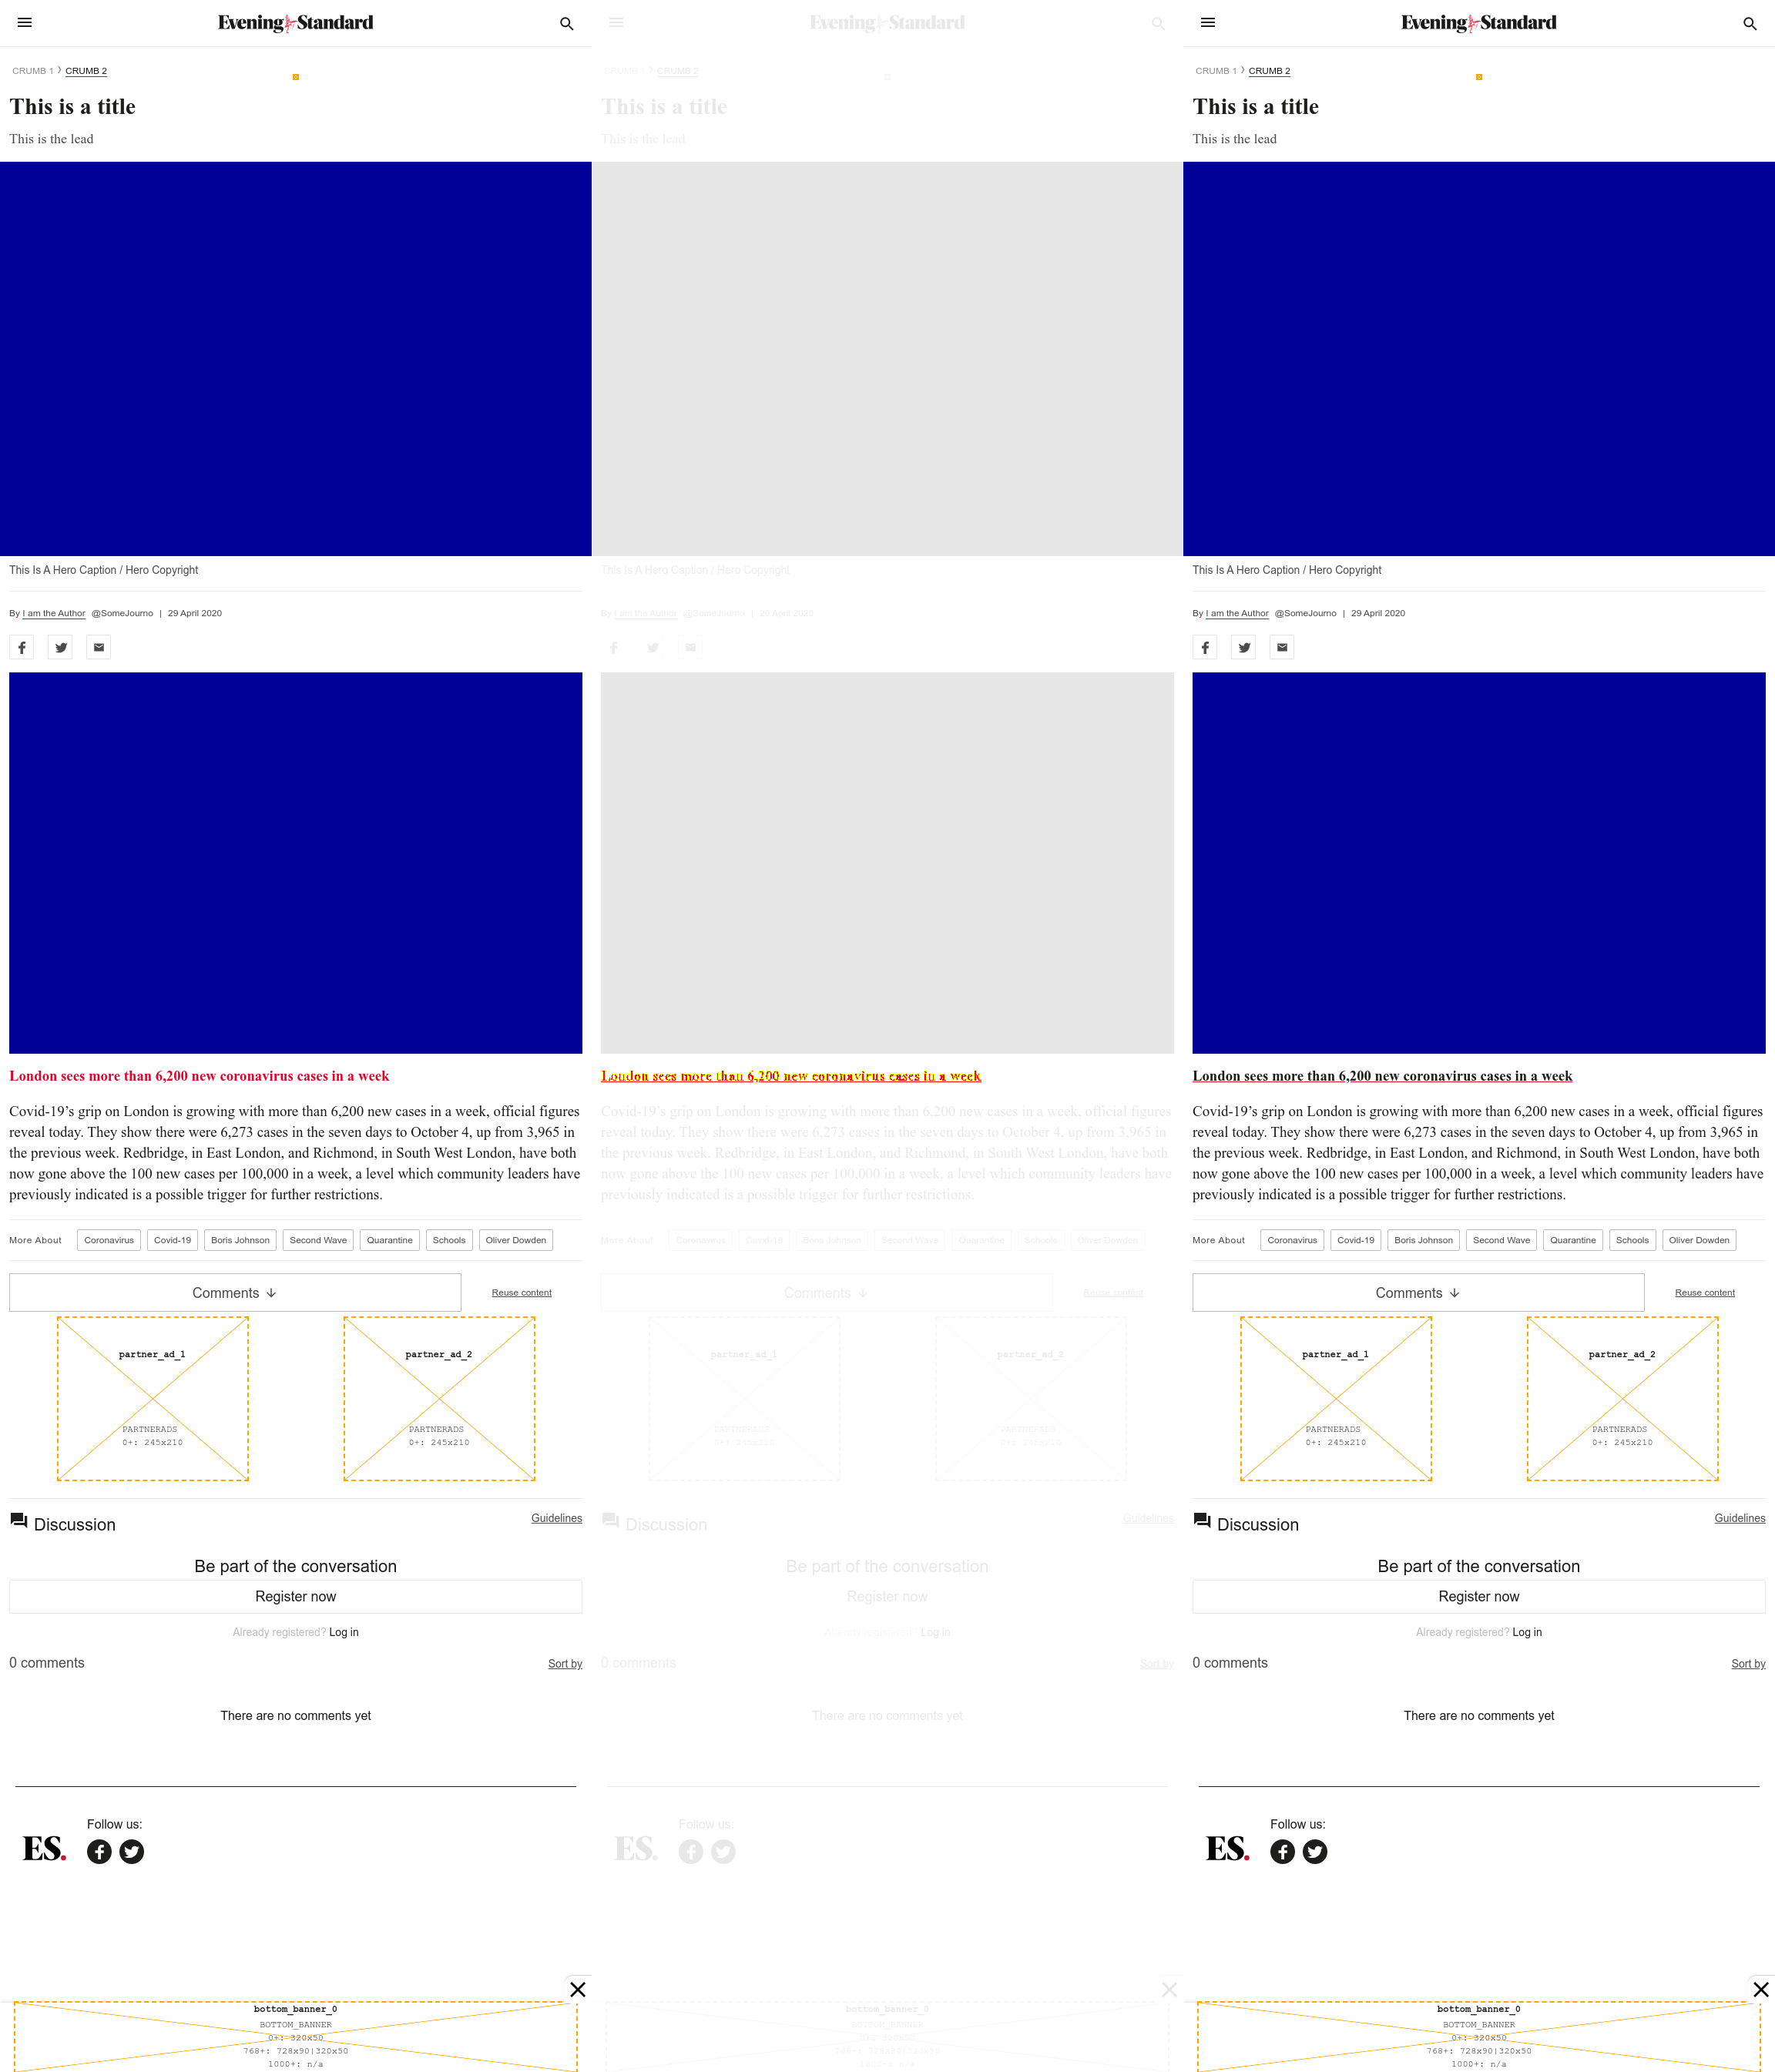 Evening Standard
CRUMB 1 › CRUMB 2
This is a title
This is the lead
This Is A Hero Caption / Hero Copyright
By I am the Author @SomeJourno | 29 April 2020
London sees more than 6,200 new coronavirus cases in a week
Covid-19’s grip on London is growing with more than 6,200 new cases in a week, official figures
reveal today. They show there were 6,273 cases in the seven days to October 4, up from 3,965 in
the previous week. Redbridge, in East London, and Richmond, in South West London, have both
now gone above the 100 new cases per 100,000 in a week, a level which community leaders have
previously indicated is a possible trigger for further restrictions.
More About Coronavirus Covid-19 Boris Johnson Second Wave Quarantine Schools Oliver Dowden
Comments ↓ Reuse content
partner_ad_1 partner_ad_2
PARTNERADS PARTNERADS
0+: 245x210 0+: 245x210
Discussion Guidelines
Be part of the conversation
Register now
Already registered? Log in
0 comments Sort by
There are no comments yet
Follow us:
ES.
bottom_banner_0
BOTTOM_BANNER
0+: 320x50
768+: 728x90|320x50
1000+: n/a
Evening Standard
CRUMB 1 › CRUMB 2
This is a title
This is the lead
This Is A Hero Caption / Hero Copyright
By I am the Author @SomeJourno | 29 April 2020
London sees more than 6,200 new coronavirus cases in a week
Covid-19’s grip on London is growing with more than 6,200 new cases in a week, official figures
reveal today. They show there were 6,273 cases in the seven days to October 4, up from 3,965 in
the previous week. Redbridge, in East London, and Richmond, in South West London, have both
now gone above the 100 new cases per 100,000 in a week, a level which community leaders have
previously indicated is a possible trigger for further restrictions.
More About Coronavirus Covid-19 Boris Johnson Second Wave Quarantine Schools Oliver Dowden
Comments ↓ Reuse content
partner_ad_1 partner_ad_2
PARTNERADS PARTNERADS
0+: 245x210 0+: 245x210
Discussion Guidelines
Be part of the conversation
Register now
Already registered? Log in
0 comments Sort by
There are no comments yet
Follow us:
ES.
bottom_banner_0
BOTTOM_BANNER
0+: 320x50
768+: 728x90|320x50
1000+: n/a
Evening Standard
CRUMB 1 › CRUMB 2
This is a title
This is the lead
This Is A Hero Caption / Hero Copyright
By I am the Author @SomeJourno | 29 April 2020
London sees more than 6,200 new coronavirus cases in a week
Covid-19’s grip on London is growing with more than 6,200 new cases in a week, official figures
reveal today. They show there were 6,273 cases in the seven days to October 4, up from 3,965 in
the previous week. Redbridge, in East London, and Richmond, in South West London, have both
now gone above the 100 new cases per 100,000 in a week, a level which community leaders have
previously indicated is a possible trigger for further restrictions.
More About Coronavirus Covid-19 Boris Johnson Second Wave Quarantine Schools Oliver Dowden
Comments ↓ Reuse content
partner_ad_1 partner_ad_2
PARTNERADS PARTNERADS
0+: 245x210 0+: 245x210
Discussion Guidelines
Be part of the conversation
Register now
Already registered? Log in
0 comments Sort by
There are no comments yet
Follow us:
ES.
bottom_banner_0
BOTTOM_BANNER
0+: 320x50
768+: 728x90|320x50
1000+: n/a